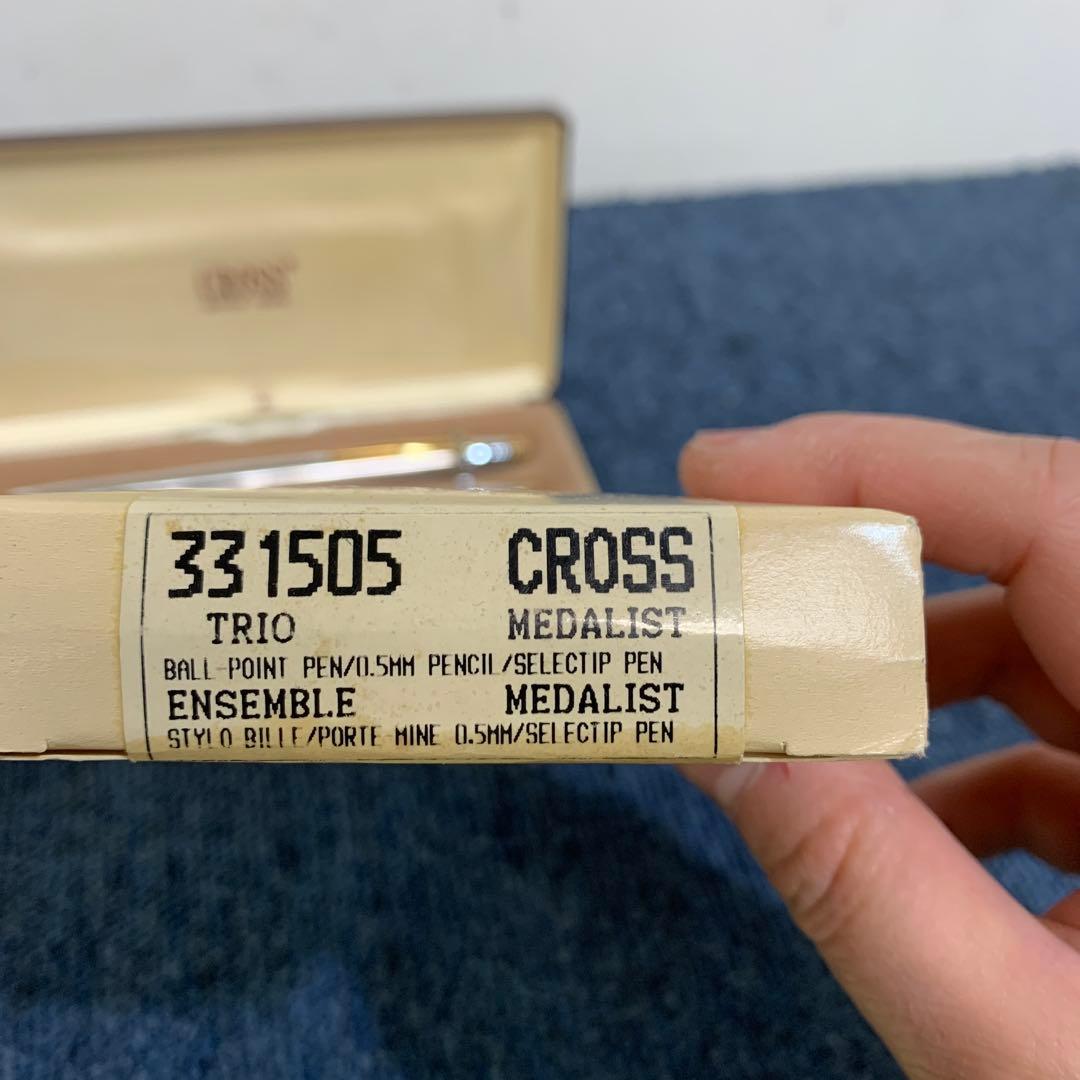 CROSS
331505 CROSS
TRIO MEDALIST
BALL-POINT PEN/0.5MM PENCIL/SELECTIP PEN
ENSEMBLE MEDALIST
STYLO BILLE/PORTE MINE 0.5MM/SELECTIP PEN